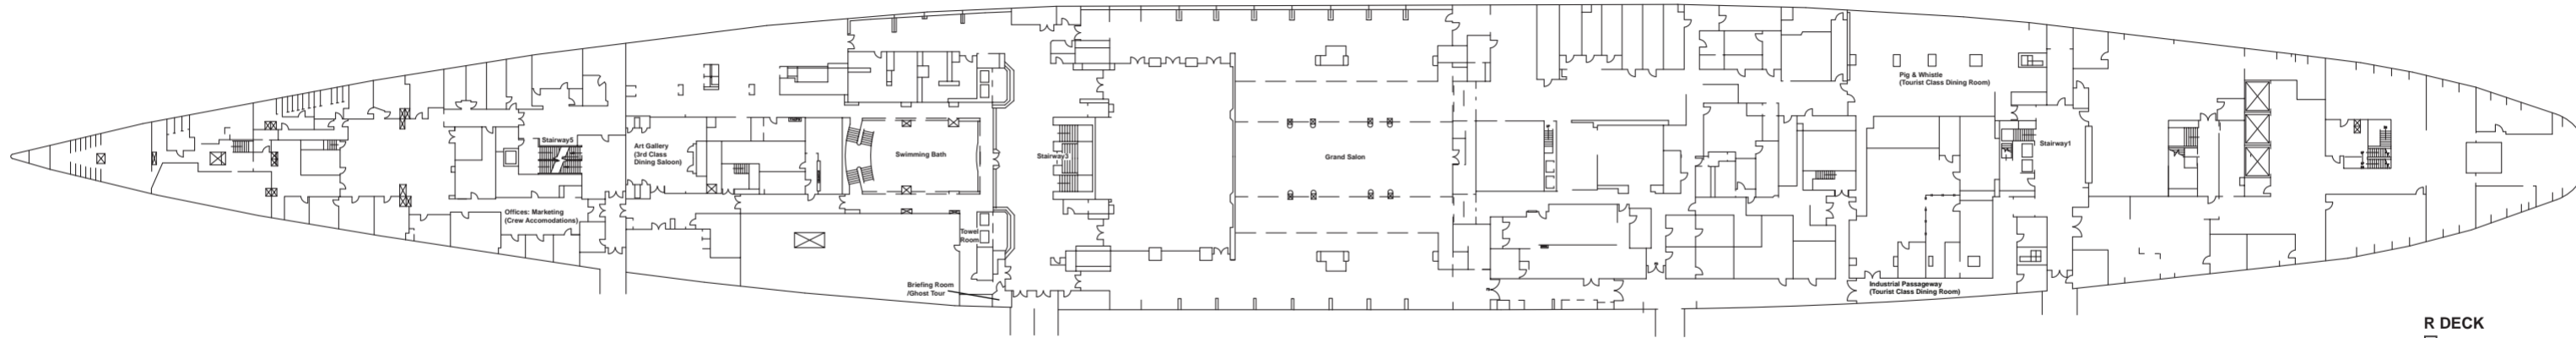 Pig & Whistle
(Tourist Class Dining Room)
Stairway5
Art Gallery
(3rd Class
Dining Saloon)
Swimming Bath
Stairway3
Grand Salon
Stairway1
Offices: Marketing
(Crew Accomodations)
Towel
Room
Briefing Room
/Ghost Tour
Industrial Passageway
(Tourist Class Dining Room)
R DECK